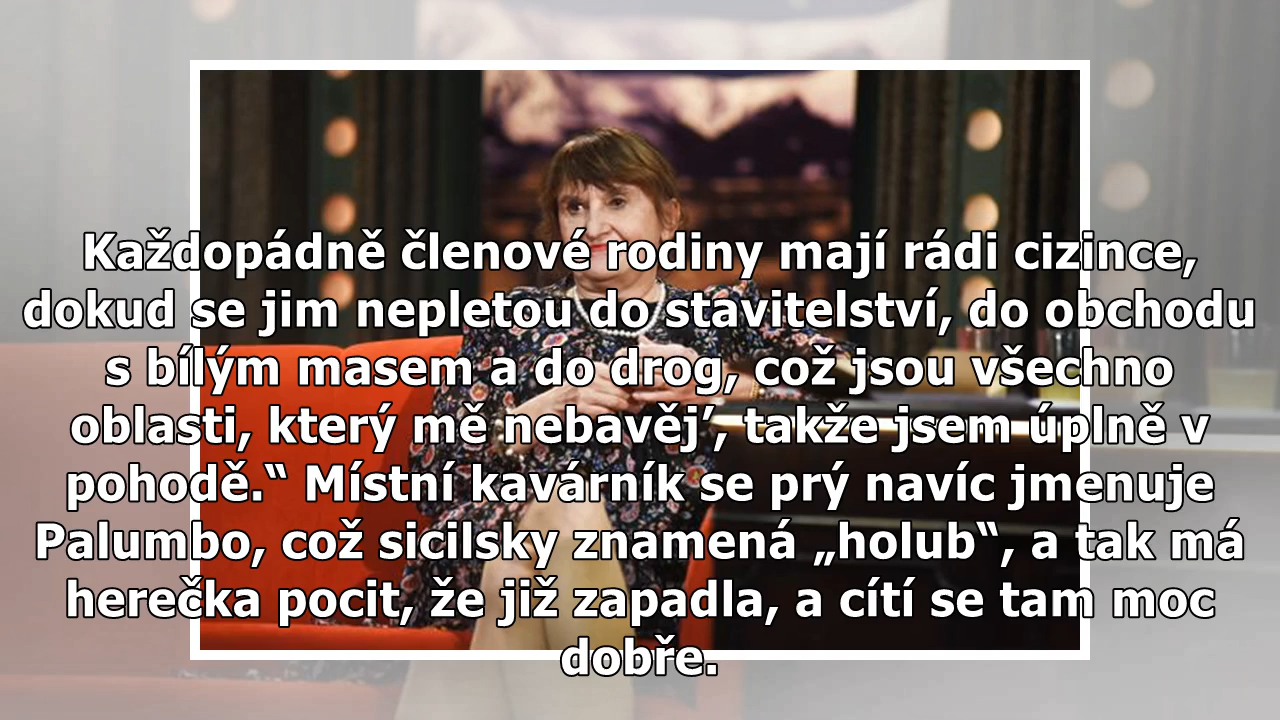 Každopádně členové rodiny mají rádi cizince,
dokud se jim nepletou do stavitelství, do obchodu
s bílým masem a do drog, což jsou všechno
oblasti, který mě nebavěj’, takže jsem úplně v
pohodě.“ Místní kavárník se prý navíc jmenuje
Palumbo, což sicilsky znamená „holub“, a tak má
herečka pocit, že již zapadla, a cítí se tam moc
dobře.